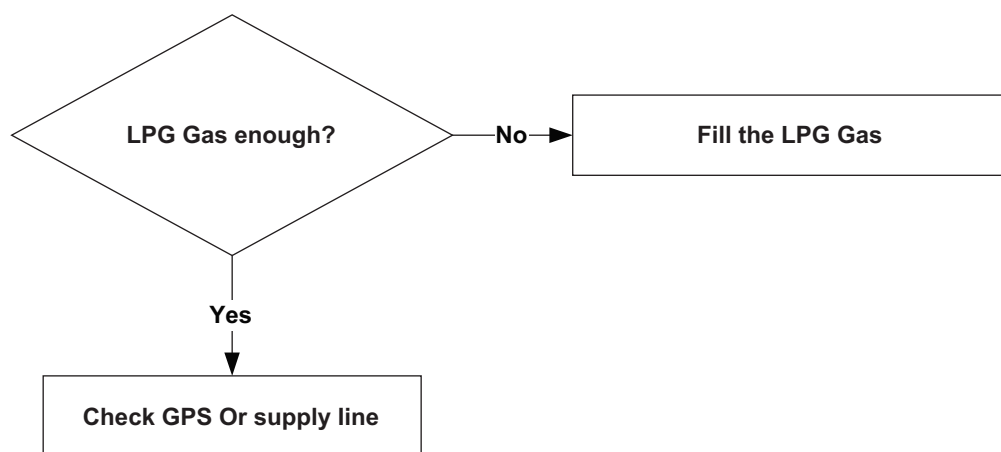 LPG Gas enough?
No
Fill the LPG Gas
Yes
Check GPS Or supply line